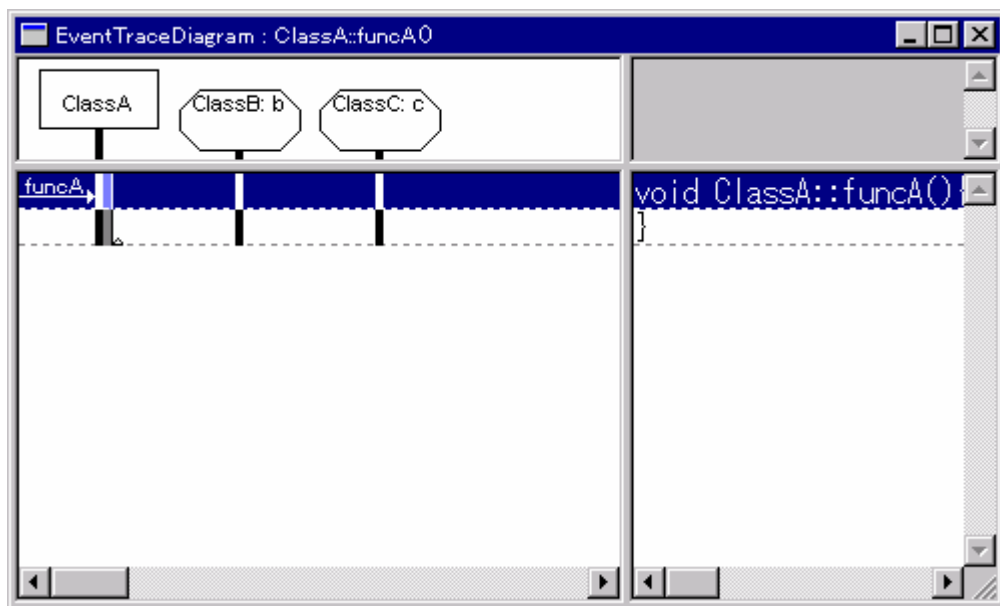 EventTraceDiagram : ClassA::funcA()
ClassA
ClassB: b
ClassC: c
funcA
void ClassA::funcA(){
}